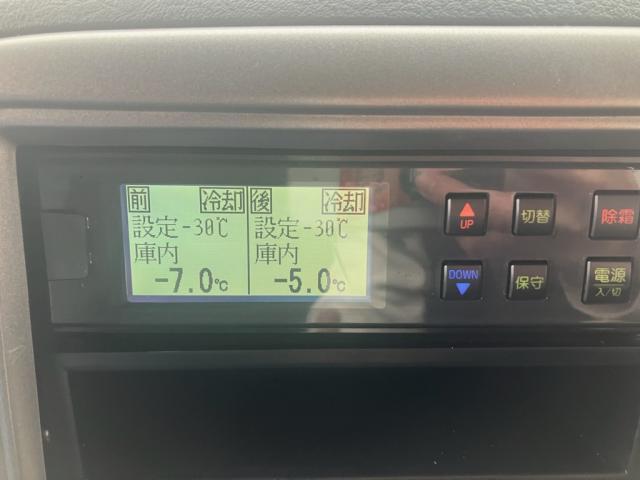 前 冷却 後 冷却
設定-30℃ 設定-30℃
庫内 庫内
-7.0℃ -5.0℃
UP
切替
除霜
DOWN
保守
電源
入/切